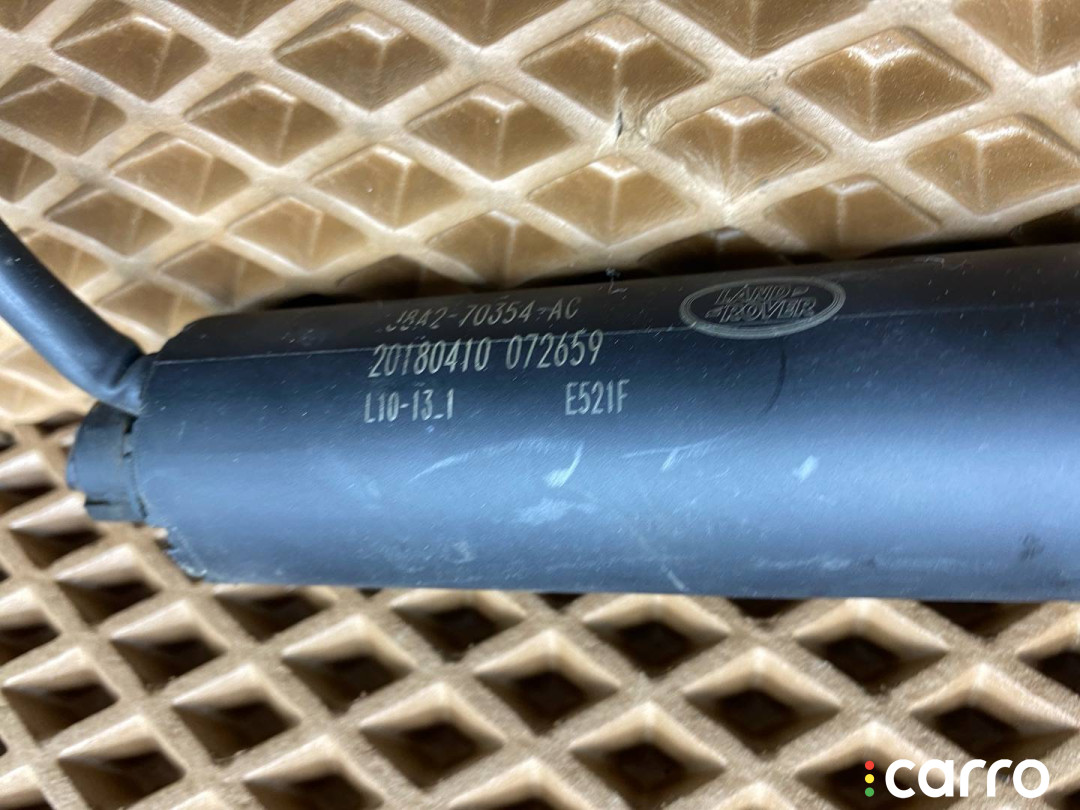 J8A2-70354-AC
LAND-
-ROVER
20180410 072659
L10-13_1 E521F
carro